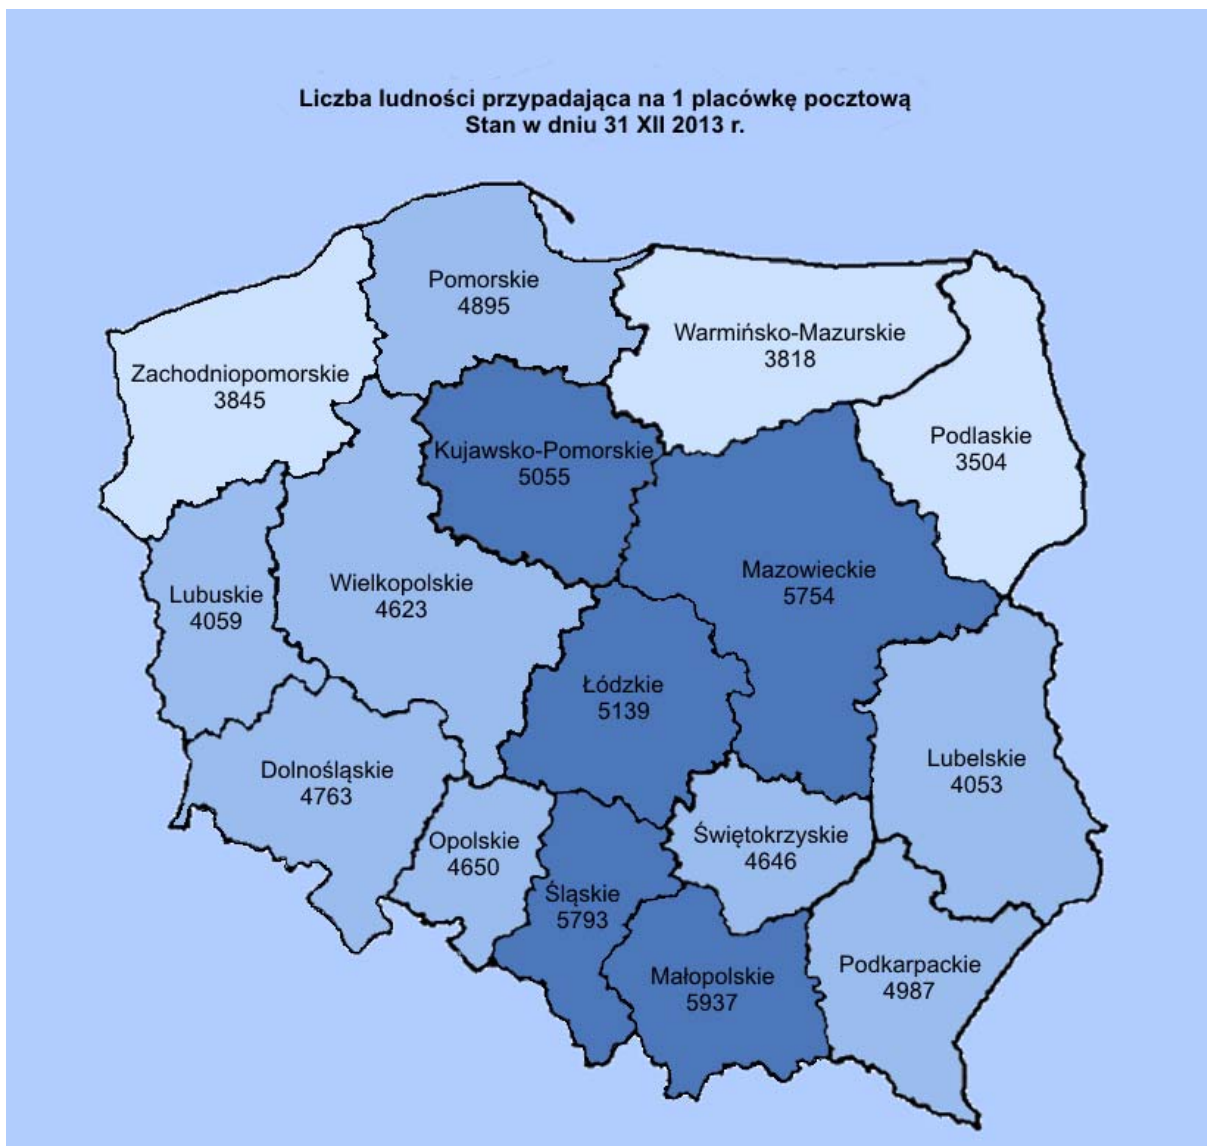 Liczba ludności przypadająca na 1 placówkę pocztową
Stan w dniu 31 XII 2013 r.
Pomorskie
4895
Warmińsko-Mazurskie
3818
Zachodniopomorskie
3845
Podlaskie
3504
Kujawsko-Pomorskie
5055
Mazowieckie
5754
Wielkopolskie
4623
Lubuskie
4059
Łódzkie
5139
Lubelskie
4053
Dolnośląskie
4763
Opolskie
4650
Świętokrzyskie
4646
Śląskie
5793
Małopolskie
5937
Podkarpackie
4987